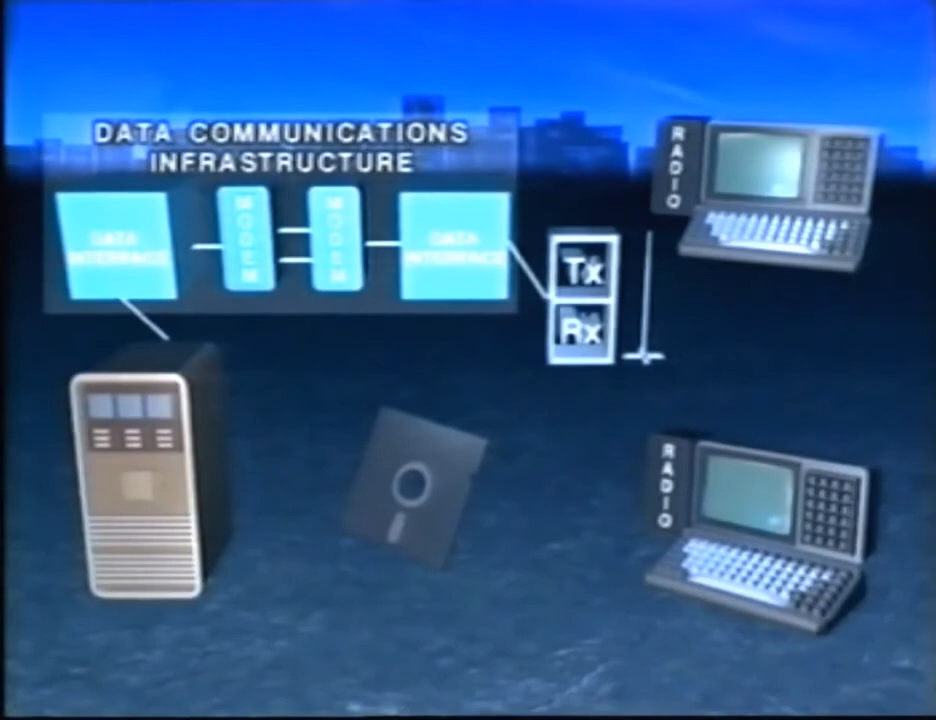 DATA COMMUNICATIONS
INFRASTRUCTURE
DATA
INTERFACE
MODEM
MODEM
DATA
INTERFACE
Tx
Rx
RADIO
RADIO